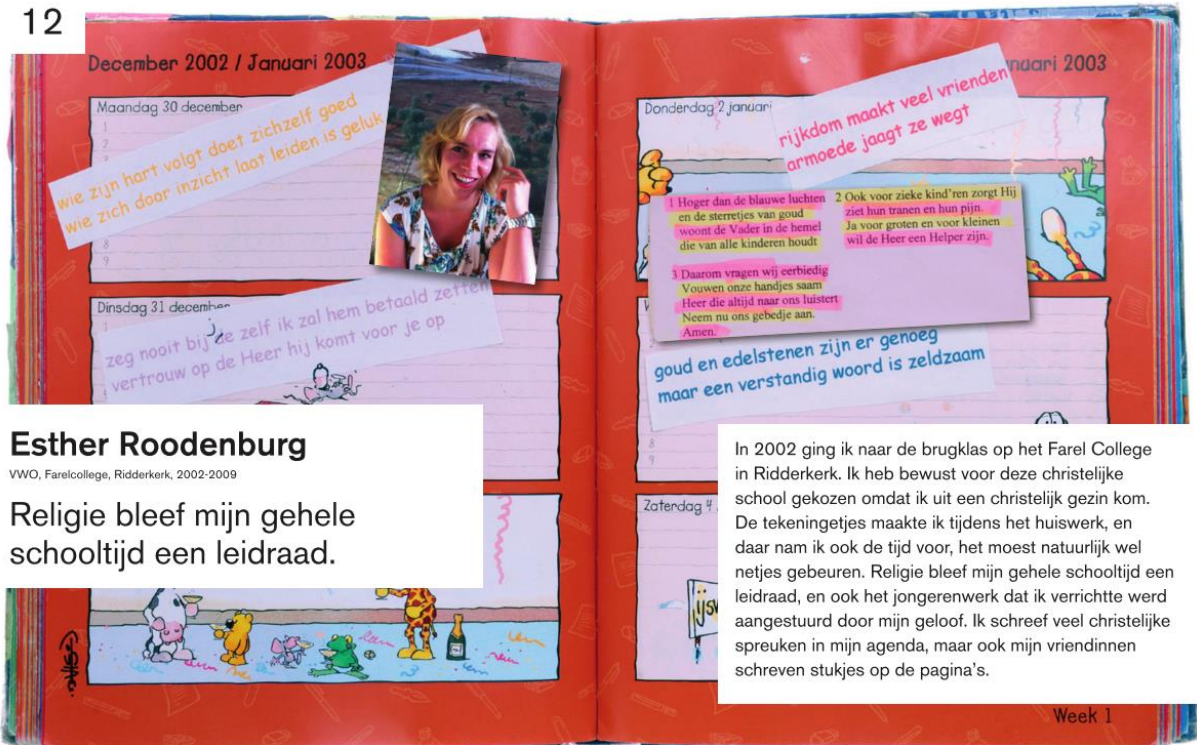 12
December 2002 / Januari 2003
Maandag 30 december
1
2
8
9
wie zijn hart volgt doet zichzelf goed
wie zich door inzicht laat leiden is geluk
Dinsdag 31 december
1
zeg nooit bij je zelf ik zal hem betaald zetten
vertrouw op de Heer hij komt voor je op
Esther Roodenburg
VWO, Farelcollege, Ridderkerk, 2002-2009
Religie bleef mijn gehele
schooltijd een leidraad.
nuari 2003
Donderdag 2 januari
rijkdom maakt veel vrienden
armoede jaagt ze wegt
1 Hoger dan de blauwe luchten
en de sterretjes van goud
woont de Vader in de hemel
die van alle kinderen houdt
2 Ook voor zieke kind'ren zorgt Hij
ziet hun tranen en hun pijn.
Ja voor groten en voor kleinen
wil de Heer een Helper zijn.
3 Daarom vragen wij eerbiedig
Vouwen onze handjes saam
Heer die altijd naar ons luistert
Neem nu ons gebedje aan.
Amen.
goud en edelstenen zijn er genoeg
maar een verstandig woord is zeldzaam
8
9
Zaterdag 4
In 2002 ging ik naar de brugklas op het Farel College
in Ridderkerk. Ik heb bewust voor deze christelijke
school gekozen omdat ik uit een christelijk gezin kom.
De tekeningetjes maakte ik tijdens het huiswerk, en
daar nam ik ook de tijd voor, het moest natuurlijk wel
netjes gebeuren. Religie bleef mijn gehele schooltijd een
leidraad, en ook het jongerenwerk dat ik verrichtte werd
aangestuurd door mijn geloof. Ik schreef veel christelijke
spreuken in mijn agenda, maar ook mijn vriendinnen
schreven stukjes op de pagina's.
Week 1